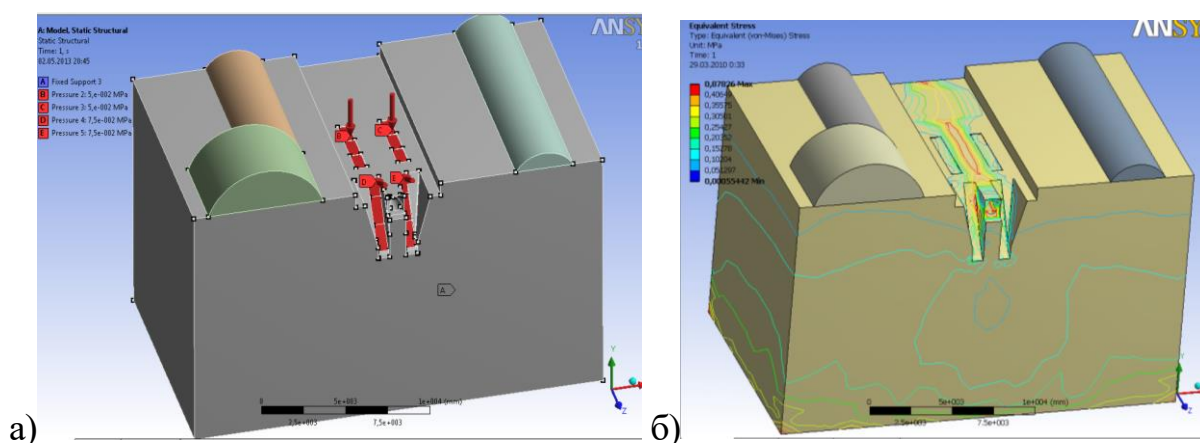 A: Model, Static Structural
Static Structural
Time: 1, s
02.05.2013 20:45
A Fixed Support 3
B Pressure 2: 5,e-002 MPa
C Pressure 3: 5,e-002 MPa
D Pressure 4: 7,5e-002 MPa
E Pressure 5: 7,5e-002 MPa
ANSY
B
C
D
E
A
0
5e+003
1e+004 (mm)
2,5e+003
7,5e+003
Y
Z
а)
Equivalent Stress
Type: Equivalent (von-Mises) Stress
Unit: MPa
Time: 1
29.03.2010 0:33
0,87826 Max
0,35575
0,30501
0,25427
0,20352
0,15278
0,10204
0,051297
0,00055442 Min
ANSY
0
5e+003
1e+004 (mm)
2,5e+003
7,5e+003
Y
Z
б)